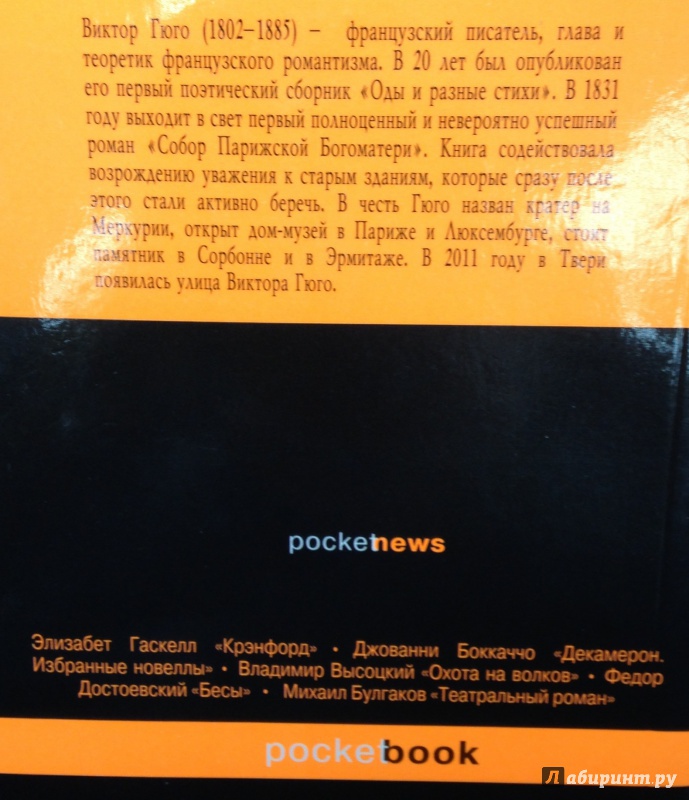 Виктор Гюго (1802–1885) – французский писатель, глава и
теоретик французского романтизма. В 20 лет был опубликован
его первый поэтический сборник «Оды и разные стихи». В 1831
году выходит в свет первый полноценный и невероятно успешный
роман «Собор Парижской Богоматери». Книга содействовала
возрождению уважения к старым зданиям, которые сразу после
этого стали активно беречь. В честь Гюго назван кратер на
Меркурии, открыт дом-музей в Париже и Люксембурге, стоят
памятник в Сорбонне и в Эрмитаже. В 2011 году в Твери
появилась улица Виктора Гюго.
pocketnews
Элизабет Гаскелл «Крэнфорд» • Джованни Боккаччо «Декамерон.
Избранные новеллы» • Владимир Высоцкий «Охота на волков» • Федор
Достоевский «Бесы» • Михаил Булгаков «Театральный роман»
pocketbook
Лабиринт.ру